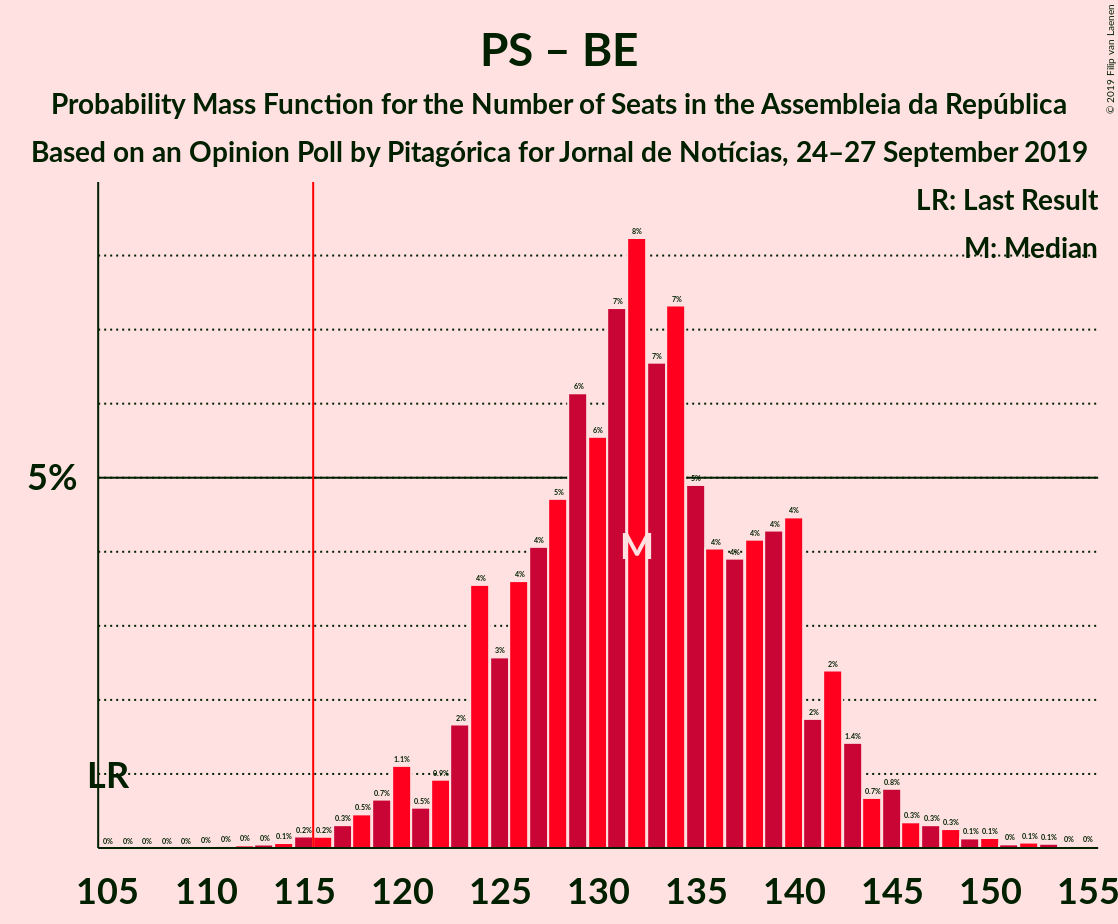 PS – BE
Probability Mass Function for the Number of Seats in the Assembleia da República
Based on an Opinion Poll by Pitagórica for Jornal de Notícias, 24–27 September 2019
© 2019 Filip van Laenen
LR: Last Result
M: Median
5%
LR
M
0% 0% 0% 0% 0% 0% 0% 0% 0% 0.1% 0.2% 0.2% 0.3% 0.5% 0.7% 1.1% 0.5% 0.9% 2% 4% 3% 4% 4% 5% 6% 6% 7% 8% 7% 7% 5% 4% 4% 4% 4% 4% 2% 2% 1.4% 0.7% 0.8% 0.3% 0.3% 0.3% 0.1% 0.1% 0% 0.1% 0.1% 0% 0%
105 110 115 120 125 130 135 140 145 150 155